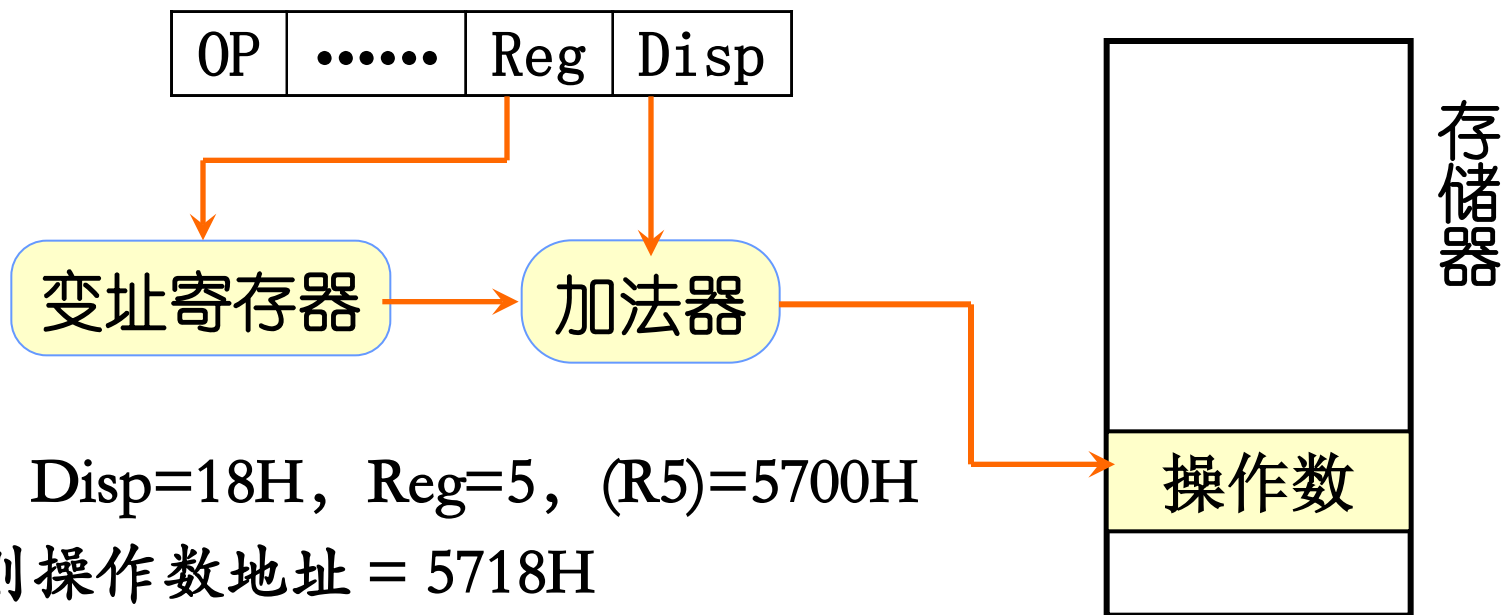 OP ······ Reg Disp
存储器
变址寄存器 加法器
操作数
Disp=18H，Reg=5，(R5)=5700H
则操作数地址 = 5718H